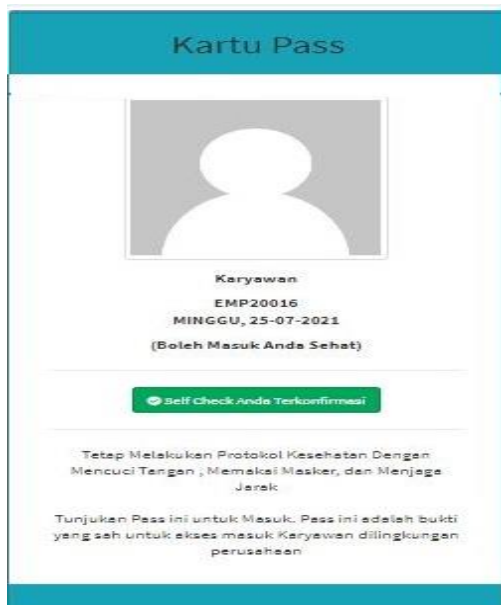 Kartu Pass
Karyawan
EMP20016
MINGGU, 25-07-2021
(Boleh Masuk Anda Sehat)
Self Check Anda Terkonfirmasi
Tetap Melakukan Protokol Kesehatan Dengan
Mencuci Tangan , Memakai Masker, dan Menjaga
Jarak
Tunjukan Pass ini untuk Masuk. Pass ini adalah bukti
yang sah untuk akses masuk Karyawan dilingkungan
perusahaan